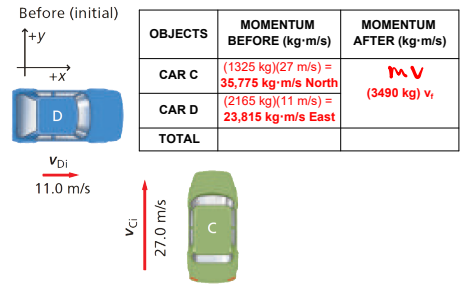 Before (initial)
+y
+x
D
vDi
11.0 m/s
vCi
27.0 m/s
C
OBJECTS
MOMENTUM
BEFORE (kg·m/s)
MOMENTUM
AFTER (kg·m/s)
CAR C
(1325 kg)(27 m/s) =
35,775 kg·m/s North
mv
(3490 kg) vf
CAR D
(2165 kg)(11 m/s) =
23,815 kg·m/s East
TOTAL